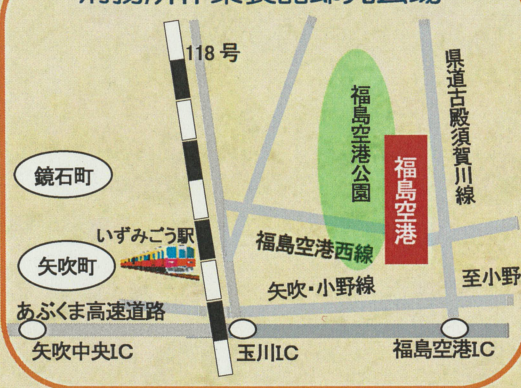 118号
県道古殿須賀川線
福島空港公園
福島空港
鏡石町
いずみごう駅
福島空港西線
矢吹町
矢吹・小野線
至小野
あぶくま高速道路
矢吹中央IC
玉川IC
福島空港IC